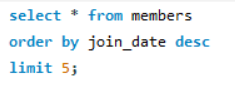 select * from members
order by join_date desc
limit 5;